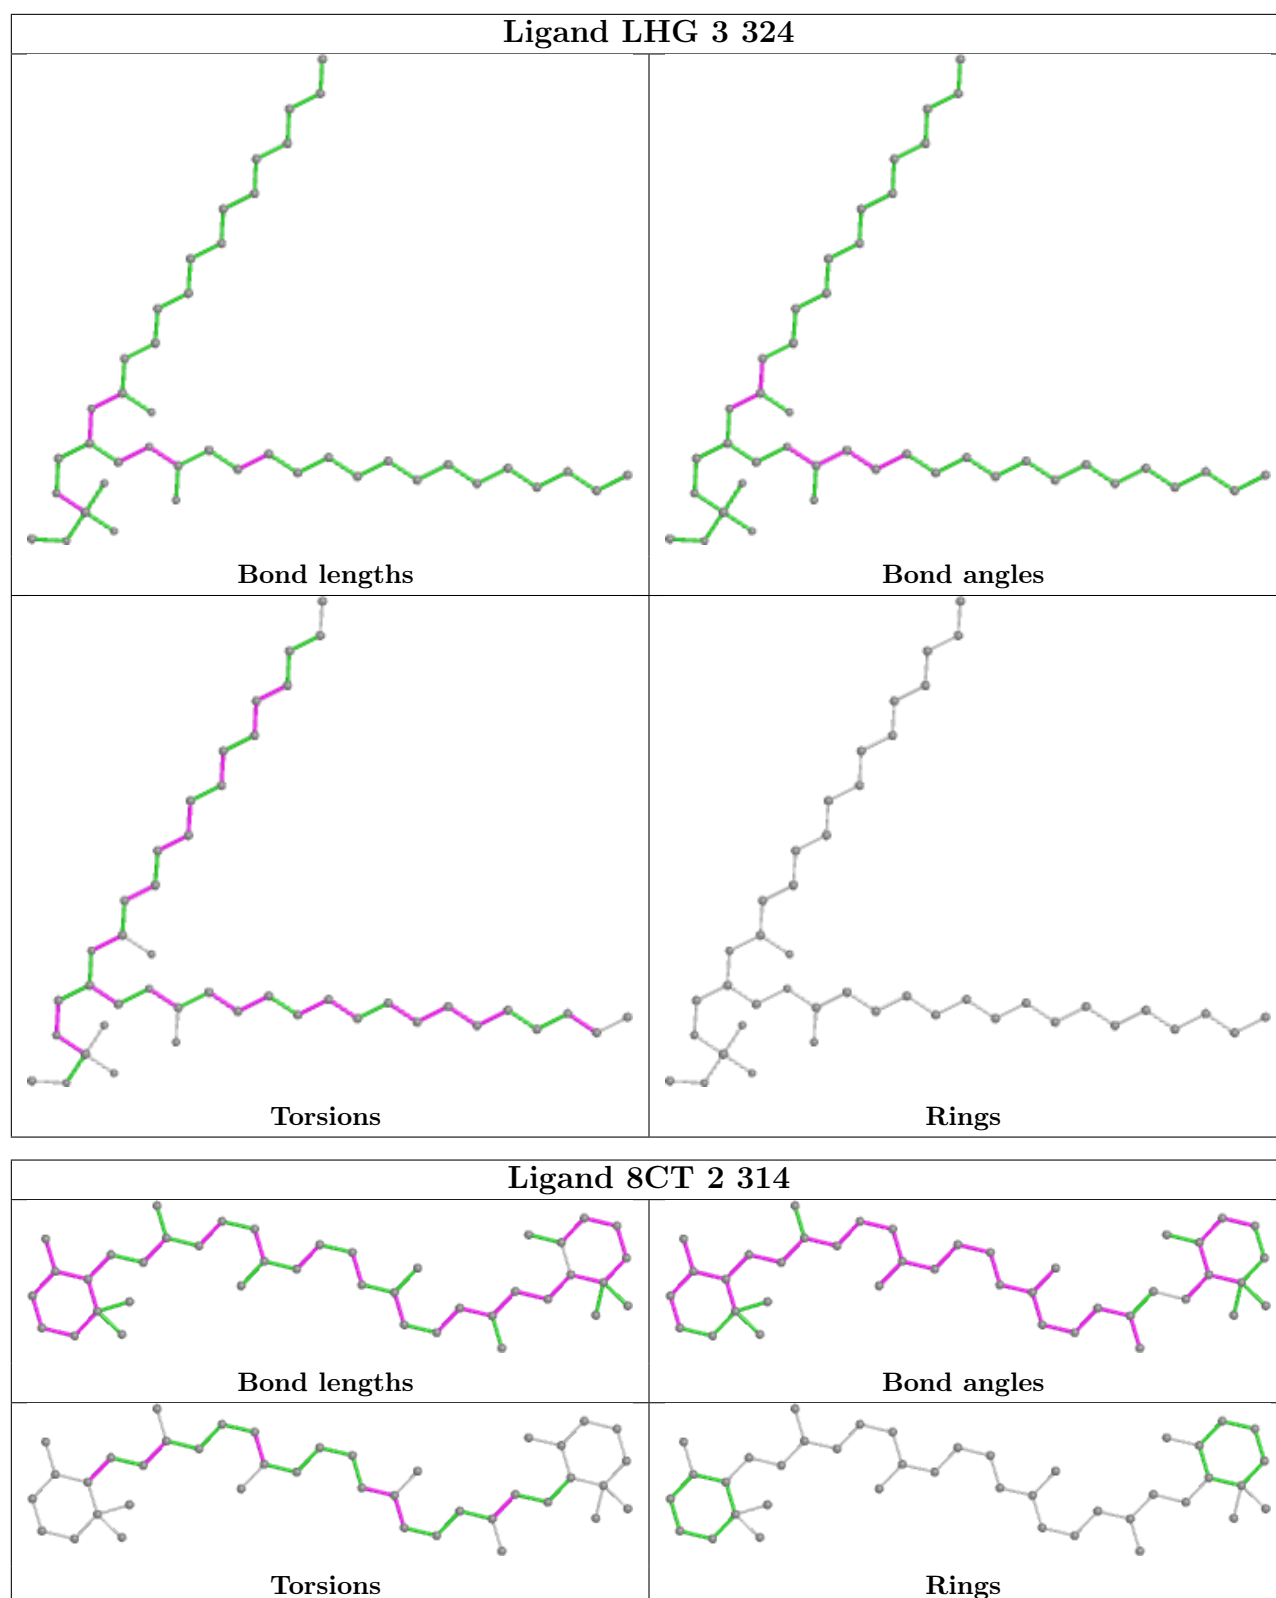 Ligand LHG 3 324
Bond lengths
Bond angles
Torsions
Rings
Ligand 8CT 2 314
Bond lengths
Bond angles
Torsions
Rings